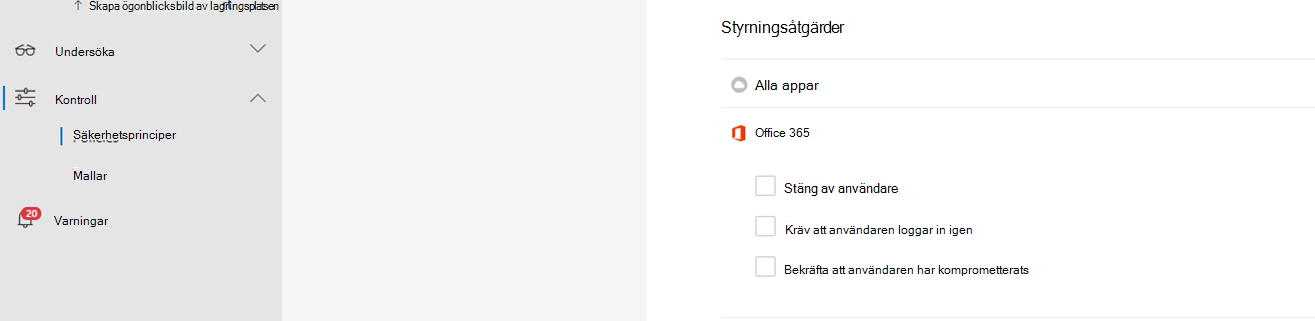 Skapa ögonblicksbild av lagringsplatsen
Undersöka
Kontroll
Säkerhetsprinciper
Mallar
20
Varningar
Styrningsåtgärder
Alla appar
Office 365
Stäng av användare
Kräv att användaren loggar in igen
Bekräfta att användaren har komprometterats